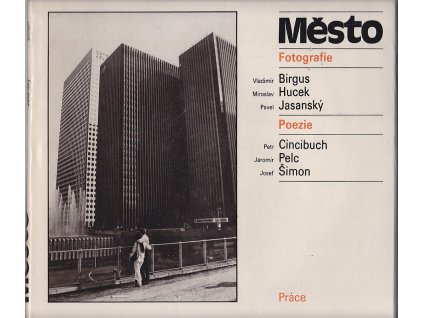 Město
Fotografie
Vladimír Birgus
Miroslav Hucek
Pavel Jasanský
Poezie
Petr Cincibuch
Jaromír Pelc
Josef Šimon
Práce